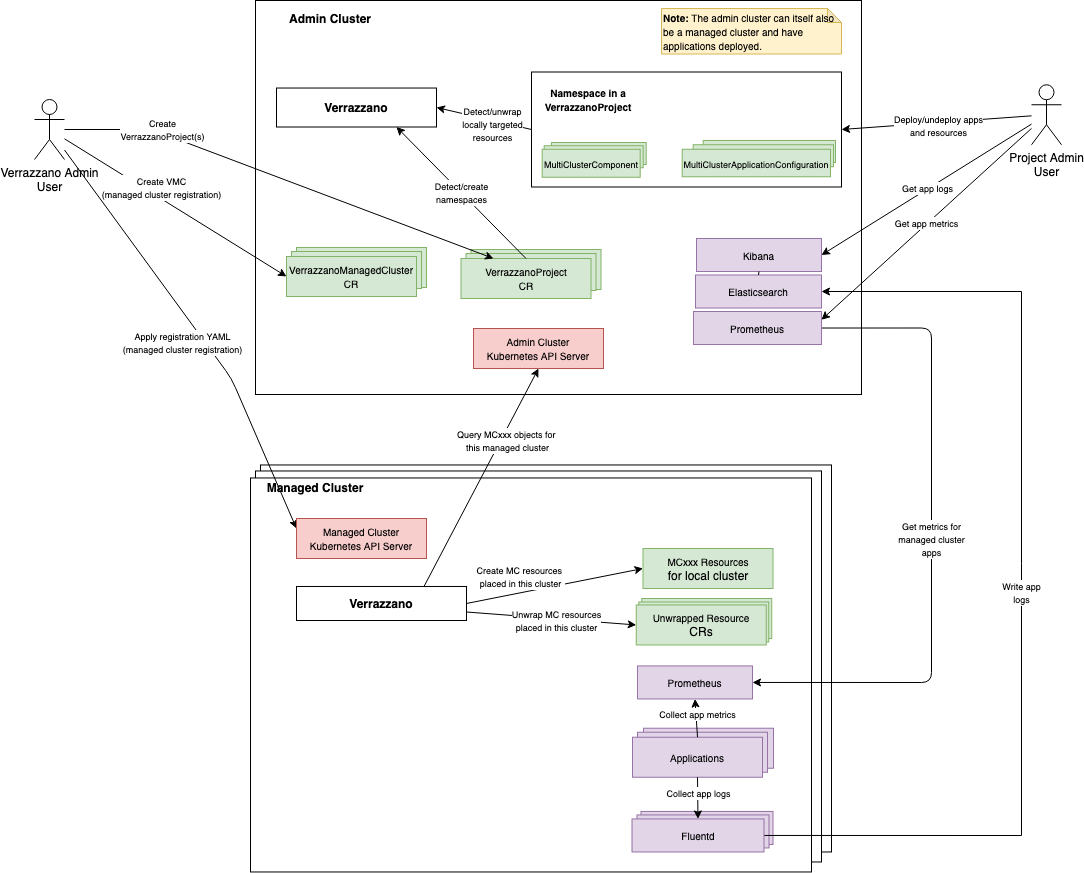 Admin Cluster
Note: The admin cluster can itself also
be a managed cluster and have
applications deployed.
Verrazzano
Namespace in a
VerrazzanoProject
Detect/unwrap
locally targeted
resources
MultiClusterComponent
MultiClusterApplicationConfiguration
Deploy/undeploy apps
and resources
Create
VerrazzanoProject(s)
Verrazzano Admin
User
Project Admin
User
Create VMC
(managed cluster registration)
Detect/create
namespaces
Get app logs
Get app metrics
VerrazzanoManagedCluster
CR
VerrazzanoProject
CR
Kibana
Elasticsearch
Prometheus
Apply registration YAML
(managed cluster registration)
Admin Cluster
Kubernetes API Server
Query MCxxx objects for
this managed cluster
Managed Cluster
Managed Cluster
Kubernetes API Server
Get metrics for
managed cluster
apps
Create MC resources
placed in this cluster
MCxxx Resources
for local cluster
Verrazzano
Write app
logs
Unwrap MC resources
placed in this cluster
Unwrapped Resource
CRs
Prometheus
Collect app metrics
Applications
Collect app logs
Fluentd